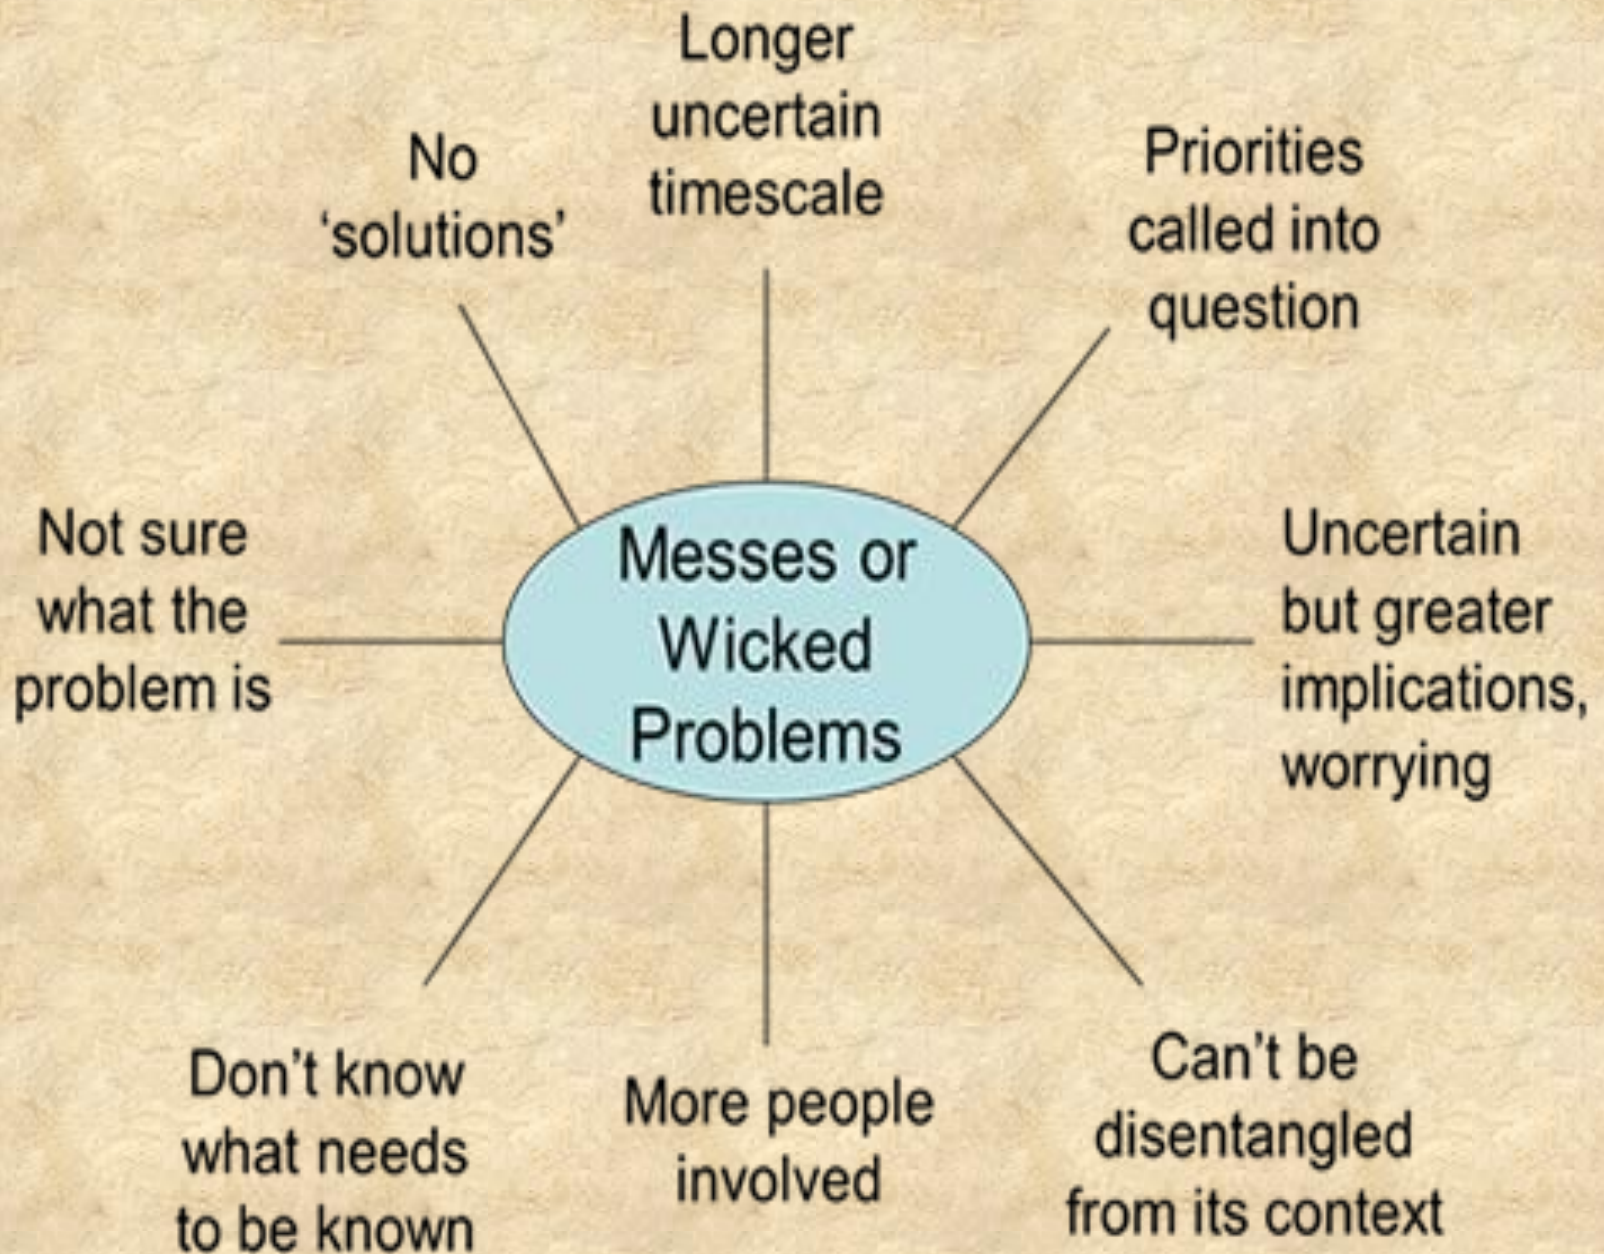 Longer
uncertain
timescale
No
‘solutions’
Priorities
called into
question
Not sure
what the
problem is
Messes or
Wicked
Problems
Uncertain
but greater
implications,
worrying
Don’t know
what needs
to be known
More people
involved
Can’t be
disentangled
from its context